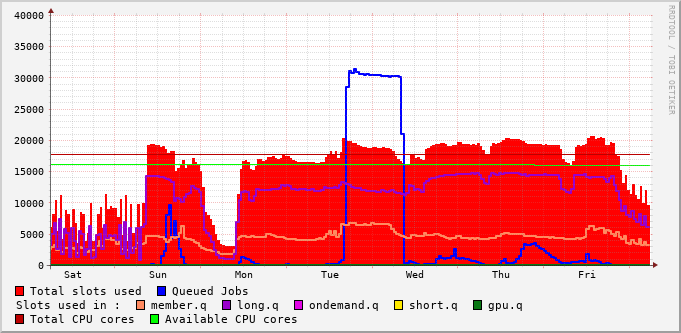 40000
35000
30000
25000
20000
15000
10000
5000
0
Sat Sun Mon Tue Wed Thu Fri
Total slots used Queued Jobs
Slots used in : member.q long.q ondemand.q short.q gpu.q
Total CPU cores Available CPU cores
RRDTOOL / TOBI OETIKER